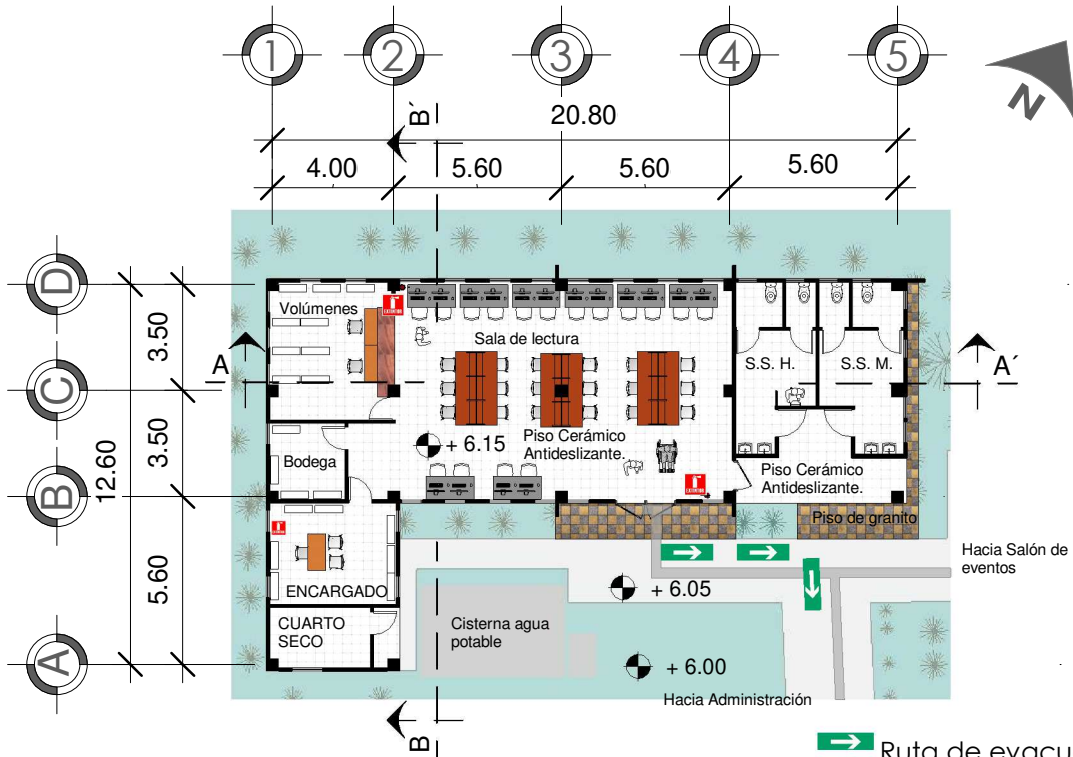 1 2 3 4 5
N
B´
20.80
4.00 5.60 5.60 5.60
D
C
B
A
3.50
3.50
5.60
12.60
Volúmenes
EXTINTOR
Sala de lectura
S.S. H.
S.S. M.
A
A´
+ 6.15
Piso Cerámico
Antideslizante.
Bodega
EXTINTOR
Piso Cerámico
Antideslizante.
Piso de granito
ENCARGADO
Hacia Salón de
eventos
+ 6.05
CUARTO
SECO
Cisterna agua
potable
+ 6.00
Hacia Administración
B
Ruta de evacu